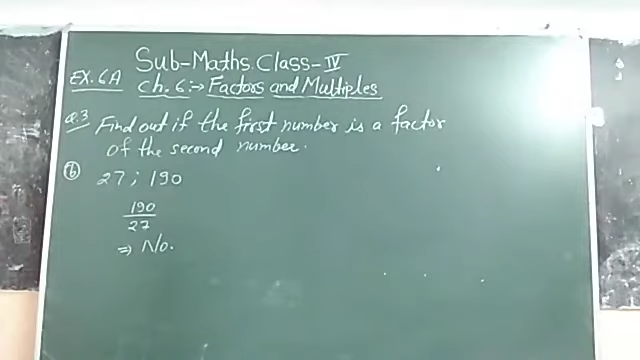 Sub-Maths. Class-IV
EX. 6A
Ch. 6:→ Factors and Multiples
Q.3 Find out if the first number is a factor
of the second number.
(b) 27; 190
190
27
⇒ No.